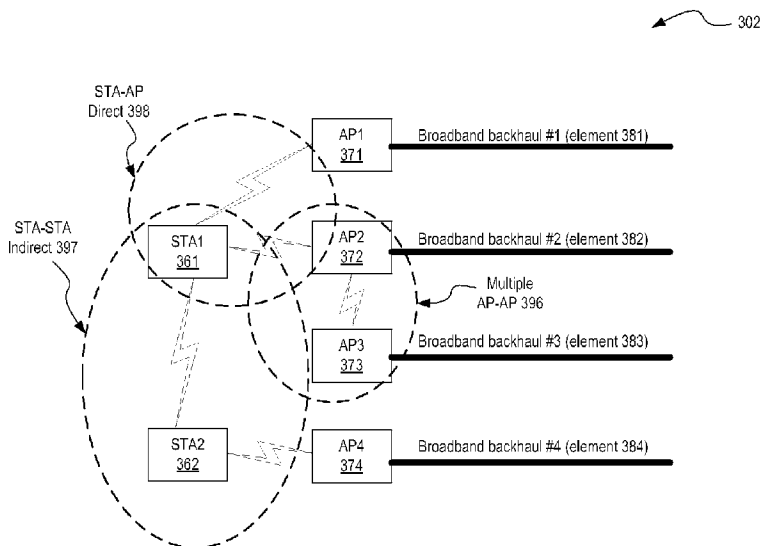 302
STA-AP
Direct 398
AP1
371
Broadband backhaul #1 (element 381)
STA-STA
Indirect 397
STA1
361
AP2
372
Broadband backhaul #2 (element 382)
Multiple
AP-AP 396
AP3
373
Broadband backhaul #3 (element 383)
STA2
362
AP4
374
Broadband backhaul #4 (element 384)